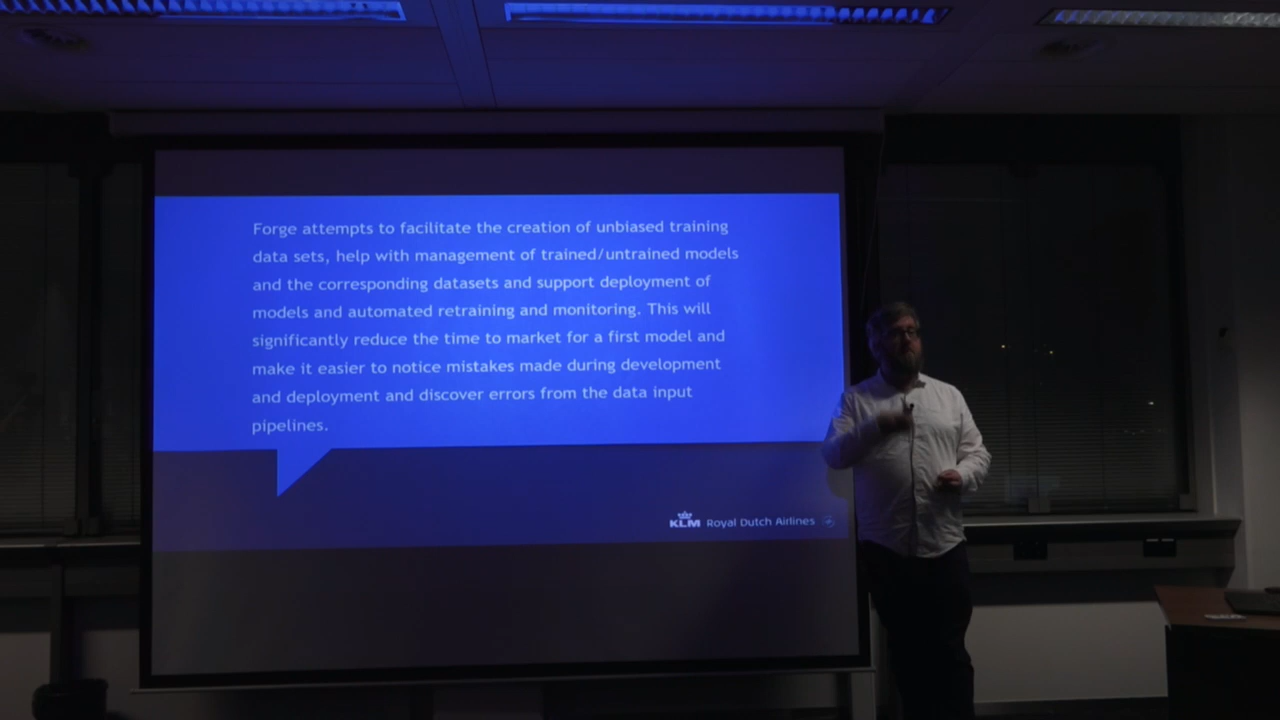 Forge attempts to facilitate the creation of unbiased training
data sets, help with management of trained/untrained models
and the corresponding datasets and support deployment of
models and automated retraining and monitoring. This will
significantly reduce the time to market for a first model and
make it easier to notice mistakes made during development
and deployment and discover errors from the data input
pipelines.
KLM Royal Dutch Airlines